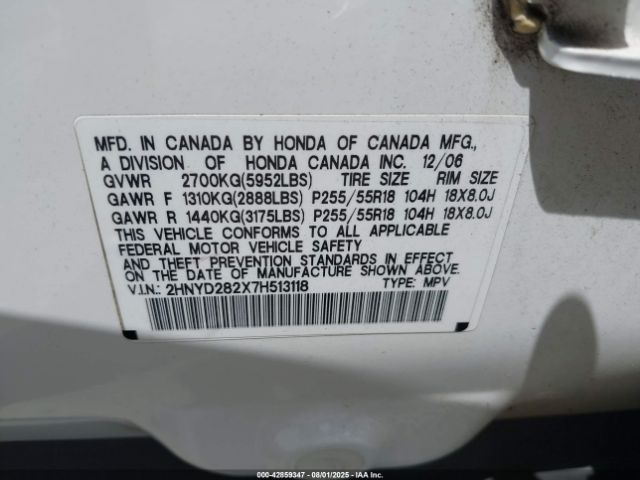 MFD. IN CANADA BY HONDA OF CANADA MFG.,
A DIVISION OF HONDA CANADA INC. 12/06
GVWR 2700KG(5952LBS) TIRE SIZE RIM SIZE
GAWR F 1310KG(2888LBS) P255/55R18 104H 18X8.0J
GAWR R 1440KG(3175LBS) P255/55R18 104H 18X8.0J
THIS VEHICLE CONFORMS TO ALL APPLICABLE
FEDERAL MOTOR VEHICLE SAFETY
AND THEFT PREVENTION STANDARDS IN EFFECT
ON THE DATE OF MANUFACTURE SHOWN ABOVE.
V.I.N.: 2HNYD282X7H513118 TYPE: MPV
000-42859347 - 08/01/2025 - IAAI.COM